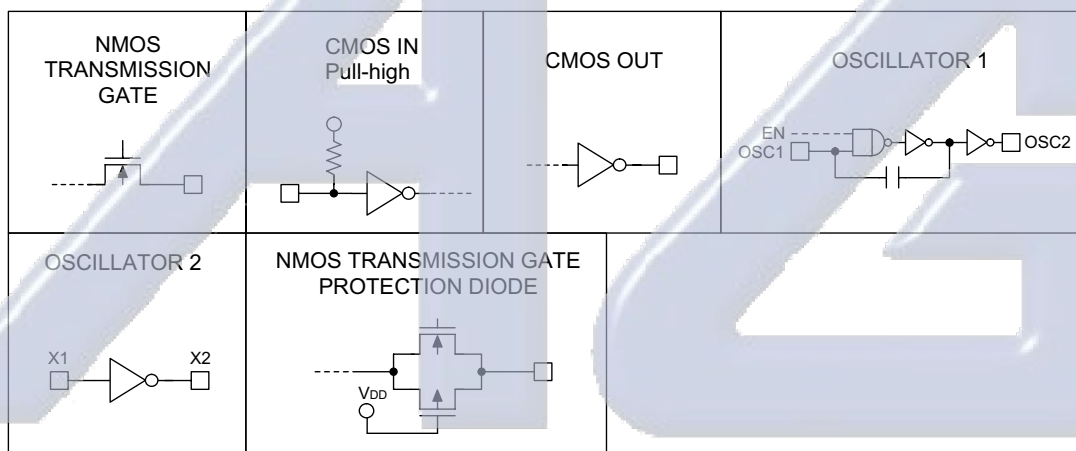 NMOS
TRANSMISSION
GATE
CMOS IN
Pull-high
CMOS OUT
OSCILLATOR 1
EN
OSC1
OSC2
OSCILLATOR 2
X1
X2
NMOS TRANSMISSION GATE
PROTECTION DIODE
VDD